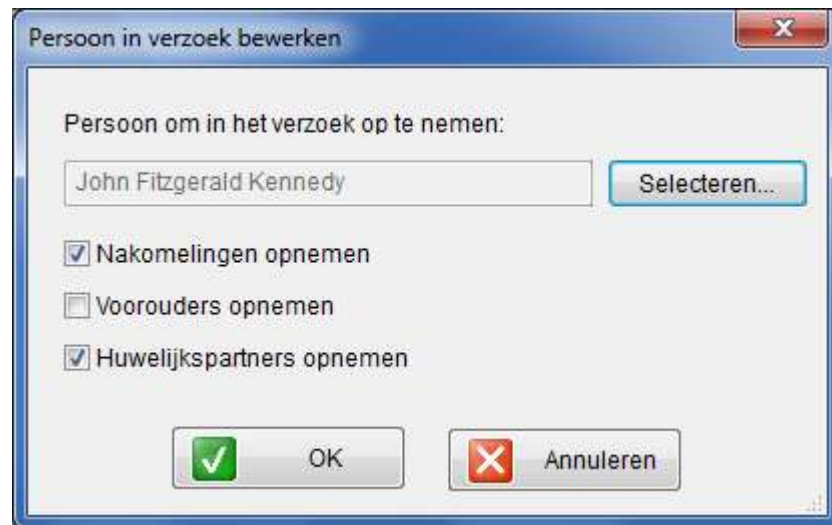 Persoon in verzoek bewerken
Persoon om in het verzoek op te nemen:
John Fitzgerald Kennedy
Selecteren...
Nakomelingen opnemen
Voorouders opnemen
Huwelijkspartners opnemen
OK
Annuleren